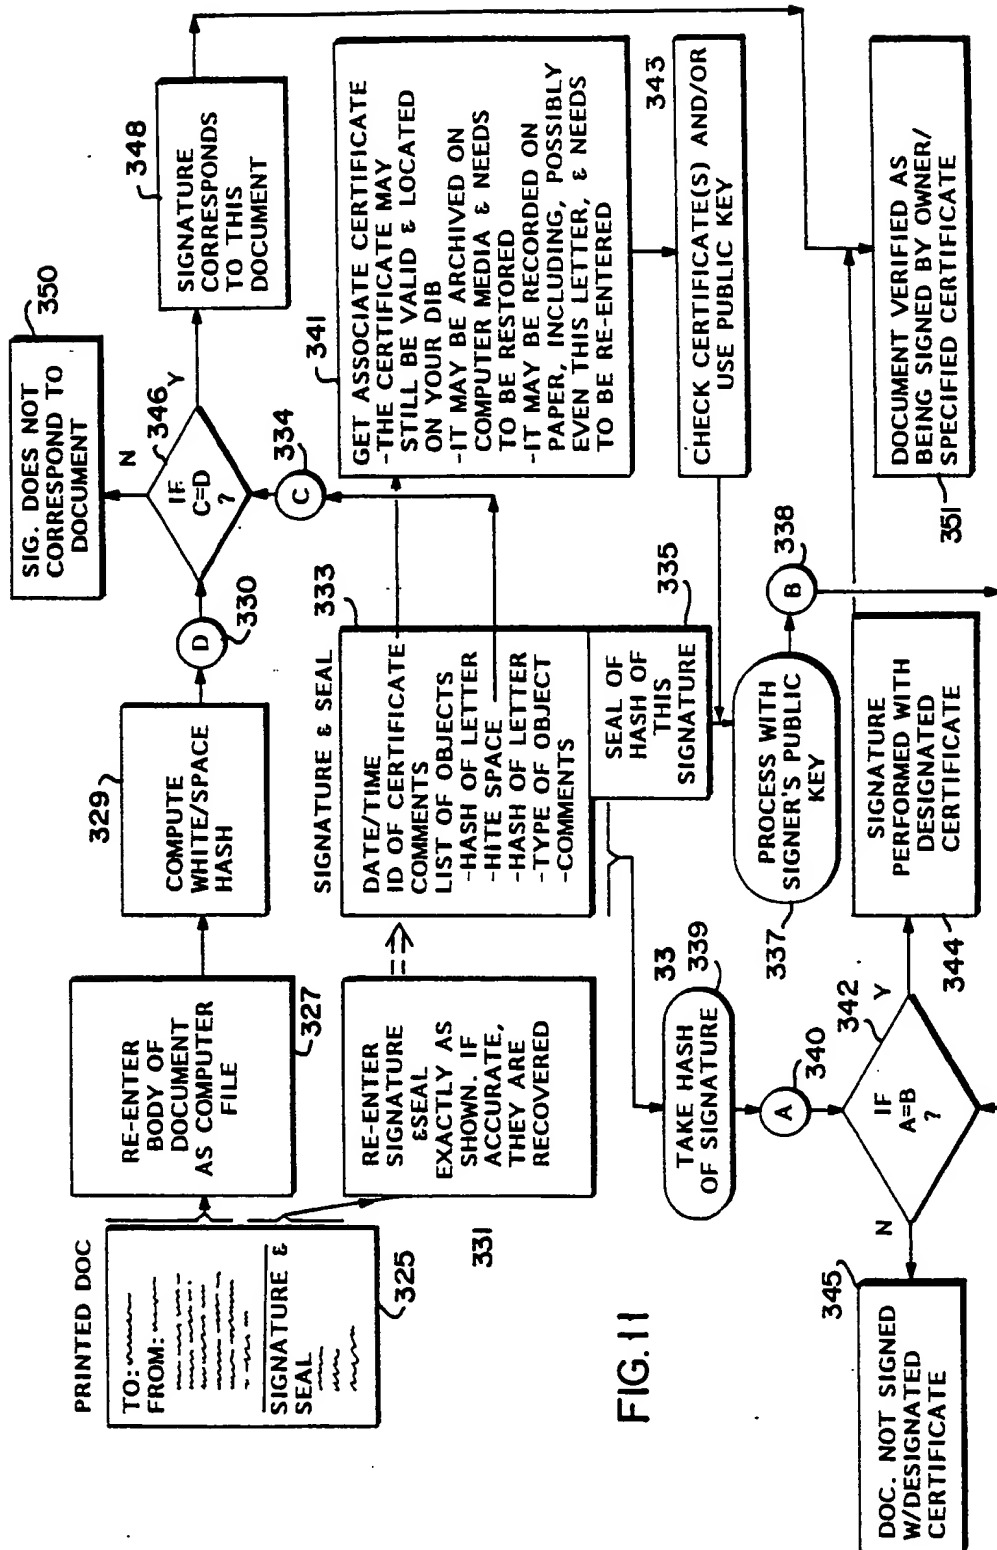 PRINTED DOC
TO:
FROM:
SIGNATURE &
SEAL
325
RE-ENTER
BODY OF
DOCUMENT
AS COMPUTER
FILE
327
COMPUTE
WHITE/SPACE
HASH
329
D
330
IF
C=D
?
346
N
Y
SIG. DOES NOT
CORRESPOND TO
DOCUMENT
350
SIGNATURE
CORRESPONDS
TO THIS
DOCUMENT
348
C
334
RE-ENTER
SIGNATURE
&SEAL
EXACTLY AS
SHOWN. IF
ACCURATE,
THEY ARE
RECOVERED
331
SIGNATURE & SEAL
333
DATE/TIME
ID OF CERTIFICATE
COMMENTS
LIST OF OBJECTS
-HASH OF LETTER
-HITE SPACE
-HASH OF LETTER
-TYPE OF OBJECT
-COMMENTS
SEAL OF
HASH OF
THIS
SIGNATURE
335
341
GET ASSOCIATE CERTIFICATE
-THE CERTIFICATE MAY
STILL BE VALID & LOCATED
ON YOUR DIB
-IT MAY BE ARCHIVED ON
COMPUTER MEDIA & NEEDS
TO BE RESTORED
-IT MAY BE RECORDED ON
PAPER, INCLUDING, POSSIBLY
EVEN THIS LETTER, & NEEDS
TO BE RE-ENTERED
343
CHECK CERTIFICATE(S) AND/OR
USE PUBLIC KEY
33
339
TAKE HASH
OF SIGNATURE
A
340
PROCESS WITH
SIGNER'S PUBLIC
KEY
337
B
338
IF
A=B
?
342
N
Y
345
DOC. NOT SIGNED
W/DESIGNATED
CERTIFICATE
SIGNATURE
PERFORMED WITH
DESIGNATED
CERTIFICATE
344
DOCUMENT VERIFIED AS
BEING SIGNED BY OWNER/
SPECIFIED CERTIFICATE
351
FIG.11